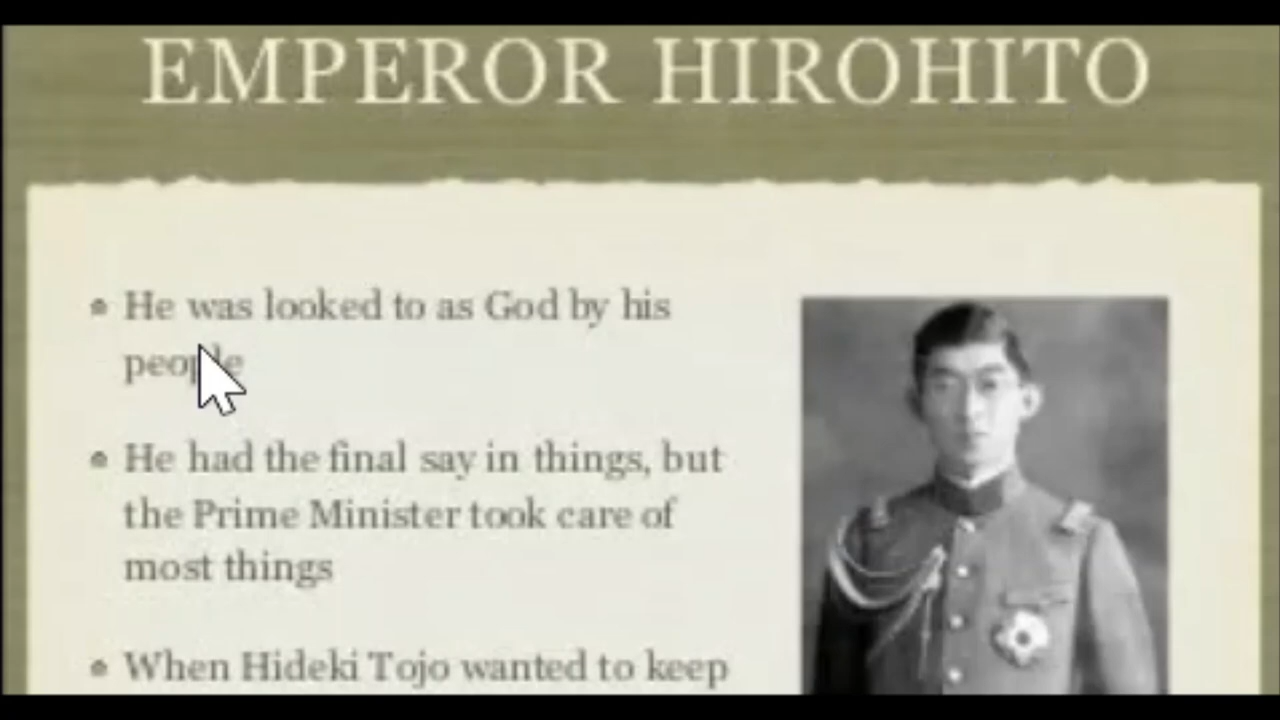 EMPEROR HIROHITO
He was looked to as God by his
people
He had the final say in things, but
the Prime Minister took care of
most things
When Hideki Tojo wanted to keep